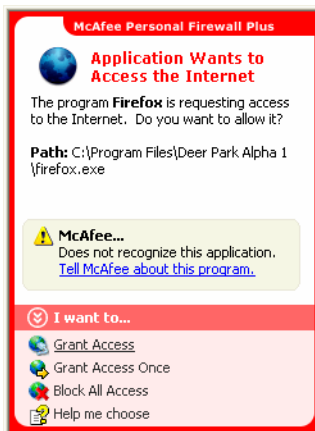 McAfee Personal Firewall Plus
Application Wants to
Access the Internet
The program Firefox is requesting access
to the Internet. Do you want to allow it?
Path: C:\Program Files\Deer Park Alpha 1
\firefox.exe
McAfee...
Does not recognize this application.
Tell McAfee about this program.
I want to...
Grant Access
Grant Access Once
Block All Access
Help me choose